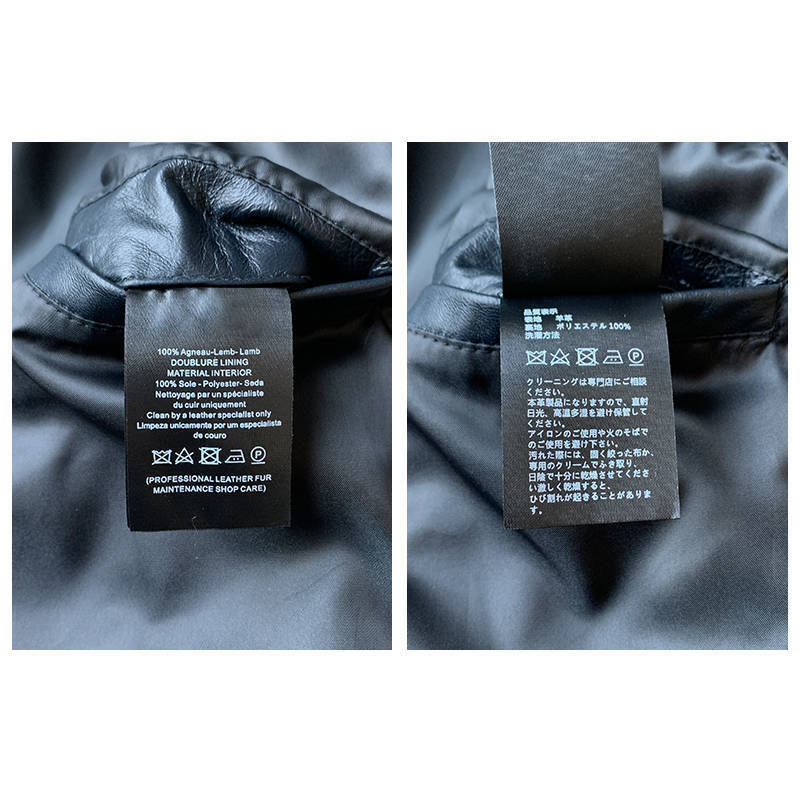 100% Agneau-Lamb-Lamb
DOUBLURE LINING
MATERIAL INTERIOR
100% Soie - Polyester- Seda
Nettoyage par un spécialiste
du cuir uniquement
Clean by a leather specialist only
Limpeza unicamente por um especialista
de couro
(PROFESSIONAL LEATHER FUR
MAINTENANCE SHOP CARE)
品質表示
表地 羊革
裏地 ポリエステル 100%
洗濯方法
クリーニングは専門店にご相談
ください。
本革製品になりますので、直射
日光、高温多湿を避け保管して
ください。
アイロンのご使用や火のそばで
のご使用を避け下さい。
汚れた際には、固く絞った布か、
専用のクリームでふき取り、
日陰で十分に乾燥させてくださ
い激しく乾燥すると、
ひび割れが起きることがありま
す。